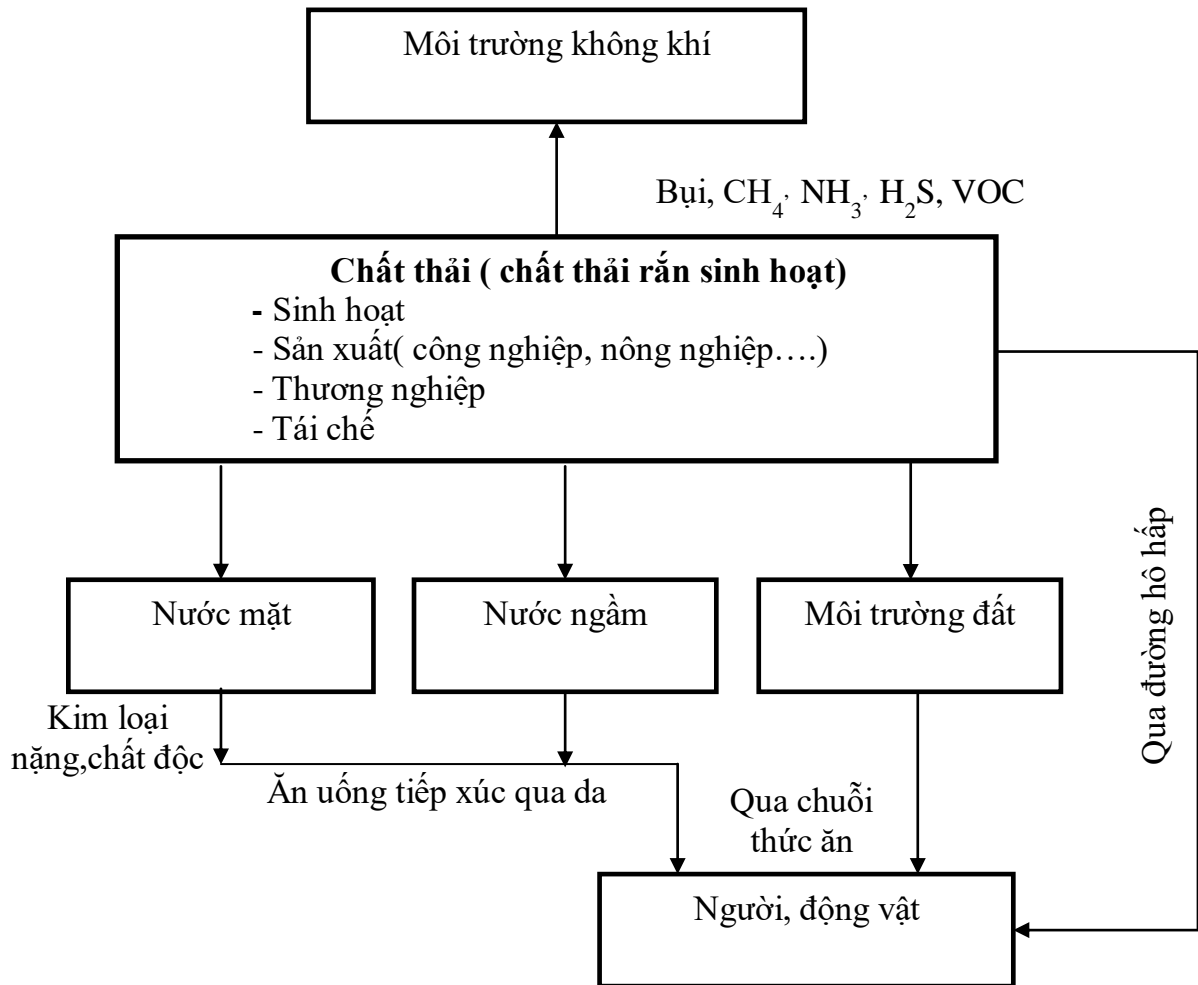 Môi trường không khí
Bụi, CH₄, NH₃, H₂S, VOC
Chất thải ( chất thải rắn sinh hoạt)
- Sinh hoạt
- Sản xuất( công nghiệp, nông nghiệp….)
- Thương nghiệp
- Tái chế
Qua đường hô hấp
Nước mặt
Nước ngầm
Môi trường đất
Kim loại
nặng,chất độc
Ăn uống tiếp xúc qua da
Qua chuỗi
thức ăn
Người, động vật